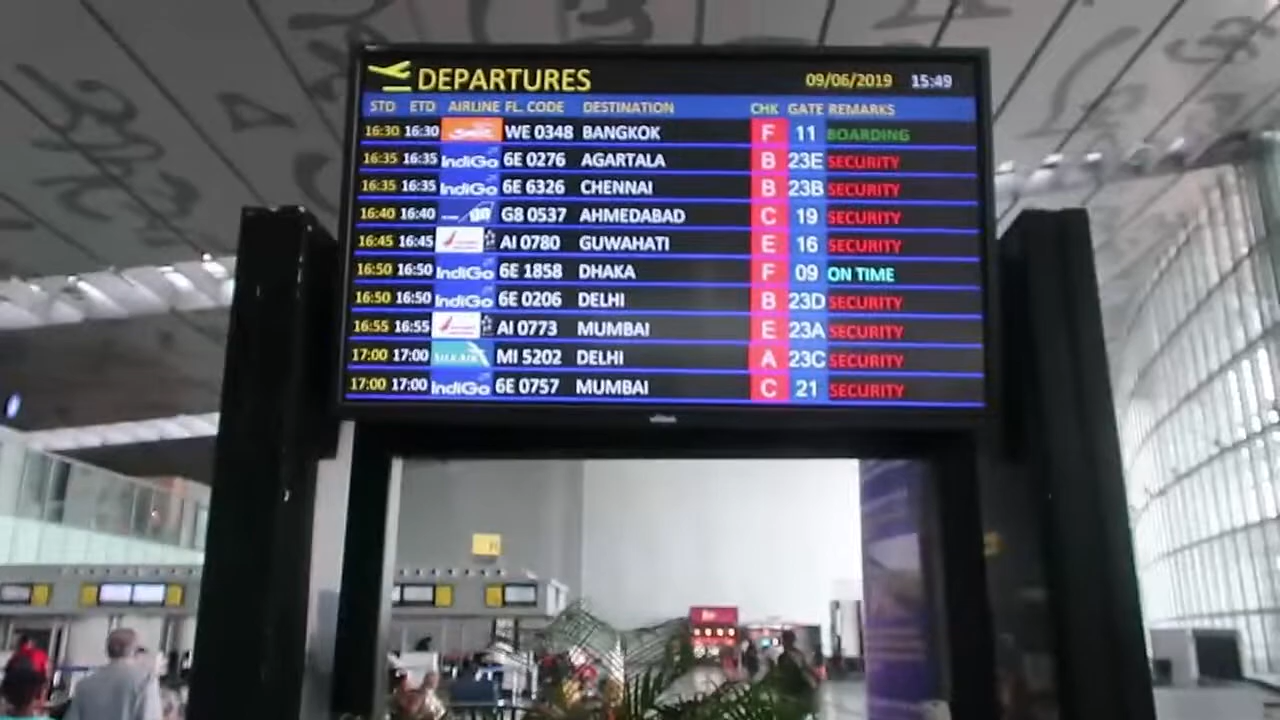 DEPARTURES 09/06/2019 15:49
STD ETD AIRLINE FL. CODE DESTINATION CHK GATE REMARKS
16:30 16:30 WE 0348 BANGKOK F 11 BOARDING
16:35 16:35 IndiGo 6E 0276 AGARTALA B 23E SECURITY
16:35 16:35 IndiGo 6E 6326 CHENNAI B 23B SECURITY
16:40 16:40 G8 0537 AHMEDABAD C 19 SECURITY
16:45 16:45 AI 0780 GUWAHATI E 16 SECURITY
16:50 16:50 IndiGo 6E 1858 DHAKA F 09 ON TIME
16:50 16:50 IndiGo 6E 0206 DELHI B 23D SECURITY
16:55 16:55 AI 0773 MUMBAI E 23A SECURITY
17:00 17:00 SILKAIR MI 5202 DELHI A 23C SECURITY
17:00 17:00 IndiGo 6E 0757 MUMBAI C 21 SECURITY